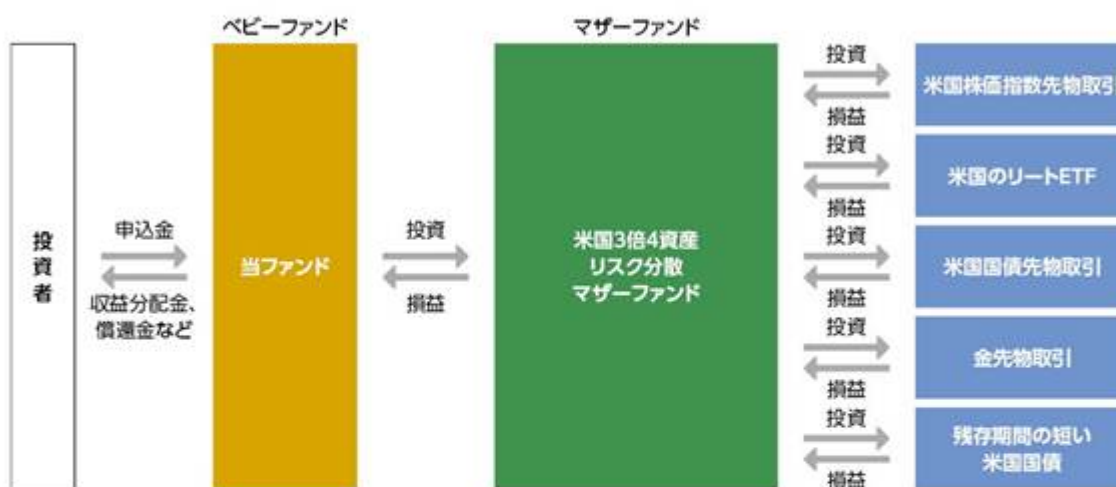 ベビーファンド
マザーファンド
投資者
申込金
収益分配金、
償還金など
当ファンド
投資
損益
米国3倍4資産
リスク分散
マザーファンド
投資
損益
米国株価指数先物取引
投資
損益
米国のリートETF
投資
損益
米国国債先物取引
投資
損益
金先物取引
投資
損益
残存期間の短い
米国国債